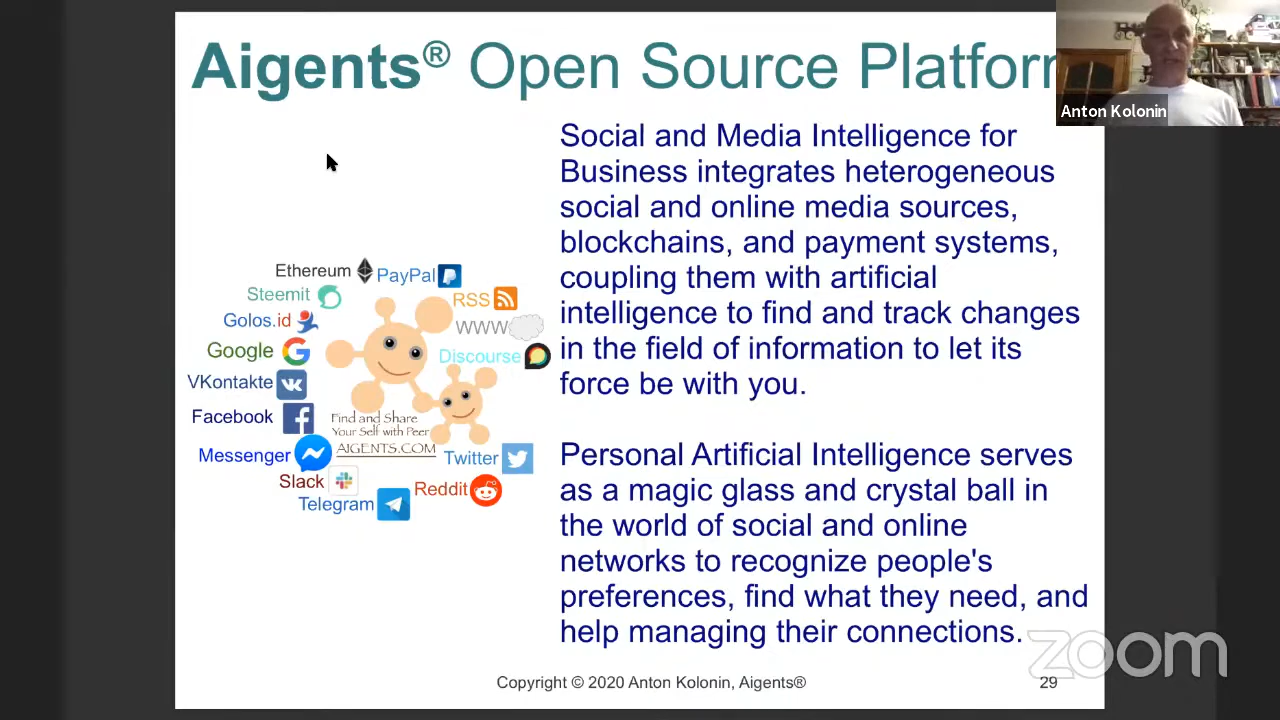 Aigents® Open Source Platfor
Anton Kolonin
Social and Media Intelligence for
Business integrates heterogeneous
social and online media sources,
blockchains, and payment systems,
coupling them with artificial
intelligence to find and track changes
in the field of information to let its
force be with you.
Ethereum
PayPal
Steemit
RSS
Golos.id
WWW
Google
Discourse
VKontakte
Facebook
Find and Share
Your Self with Peer
AIGENTS.COM
Messenger
Twitter
Slack
Reddit
Telegram
Personal Artificial Intelligence serves
as a magic glass and crystal ball in
the world of social and online
networks to recognize people's
preferences, find what they need, and
help managing their connections.
zoom
Copyright © 2020 Anton Kolonin, Aigents®
29